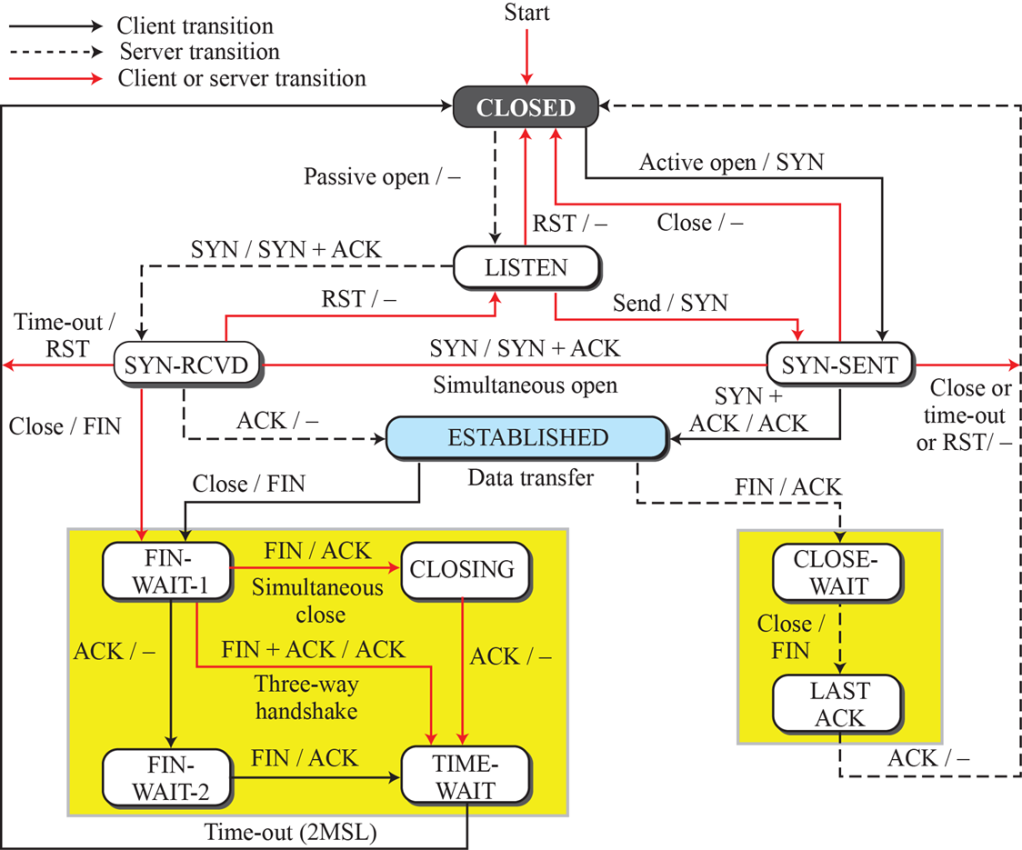 Start
Client transition
Server transition
Client or server transition
CLOSED
Passive open / –
Active open / SYN
RST / –
Close / –
SYN / SYN + ACK
LISTEN
RST / –
Send / SYN
Time-out /
RST
SYN-RCVD
SYN / SYN + ACK
Simultaneous open
SYN-SENT
Close or
time-out
or RST/ –
Close / FIN
ACK / –
ESTABLISHED
SYN +
ACK / ACK
Data transfer
Close / FIN
FIN / ACK
FIN-
WAIT-1
FIN / ACK
Simultaneous
close
CLOSING
CLOSE-
WAIT
ACK / –
FIN + ACK / ACK
Three-way
handshake
ACK / –
Close /
FIN
LAST
ACK
FIN-
WAIT-2
FIN / ACK
TIME-
WAIT
ACK / –
Time-out (2MSL)